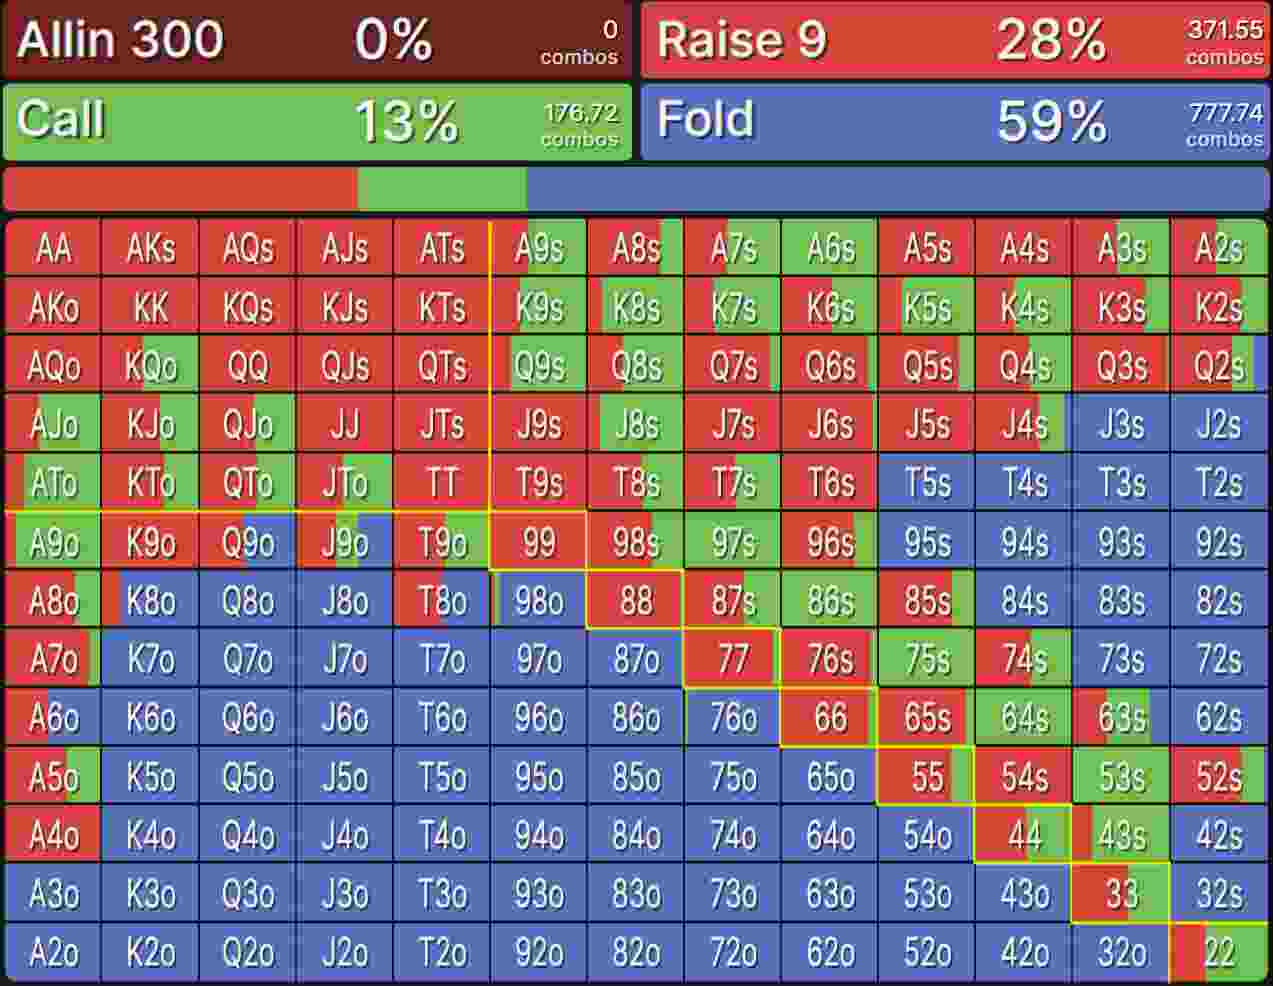 Allin 300 0% 0 combos Raise 9 28% 371.55 combos
Call 13% 176.72 combos Fold 59% 777.74 combos
AA AKs AQs AJs ATs A9s A8s A7s A6s A5s A4s A3s A2s
AKo KK KQs KJs KTs K9s K8s K7s K6s K5s K4s K3s K2s
AQo KQo QQ QJs QTs Q9s Q8s Q7s Q6s Q5s Q4s Q3s Q2s
AJo KJo QJo JJ JTs J9s J8s J7s J6s J5s J4s J3s J2s
ATo KTo QTo JTo TT T9s T8s T7s T6s T5s T4s T3s T2s
A9o K9o Q9o J9o T9o 99 98s 97s 96s 95s 94s 93s 92s
A8o K8o Q8o J8o T8o 98o 88 87s 86s 85s 84s 83s 82s
A7o K7o Q7o J7o T7o 97o 87o 77 76s 75s 74s 73s 72s
A6o K6o Q6o J6o T6o 96o 86o 76o 66 65s 64s 63s 62s
A5o K5o Q5o J5o T5o 95o 85o 75o 65o 55 54s 53s 52s
A4o K4o Q4o J4o T4o 94o 84o 74o 64o 54o 44 43s 42s
A3o K3o Q3o J3o T3o 93o 83o 73o 63o 53o 43o 33 32s
A2o K2o Q2o J2o T2o 92o 82o 72o 62o 52o 42o 32o 22